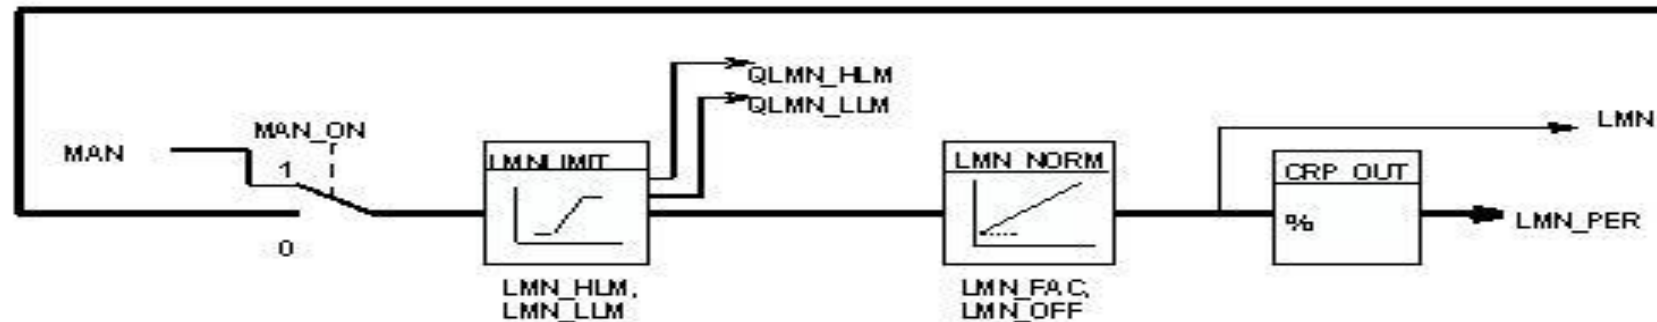 QLMN_HLM
QLMN_LLM
MAN_ON
MAN
1
0
LMNLIMIT
LMN_HLM,
LMN_LLM
LMN_NORM
LMN_FAC,
LMN_OFF
LMN
CRP_OUT
%
LMN_PER